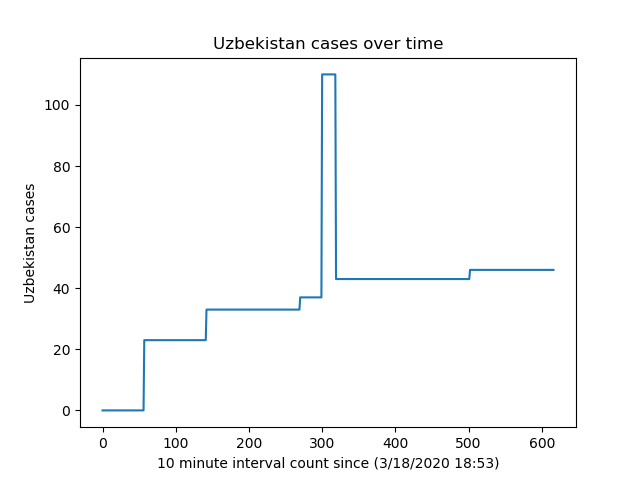 Uzbekistan cases over time
Uzbekistan cases
100
80
60
40
20
0
0 100 200 300 400 500 600
10 minute interval count since (3/18/2020 18:53)